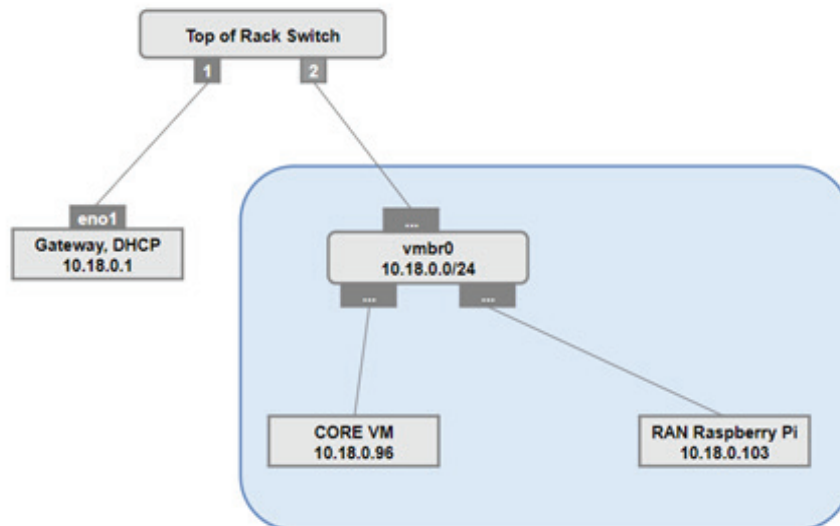 Top of Rack Switch
1
2
eno1
Gateway, DHCP
10.18.0.1
...
vmbr0
10.18.0.0/24
...
...
CORE VM
10.18.0.96
RAN Raspberry Pi
10.18.0.103